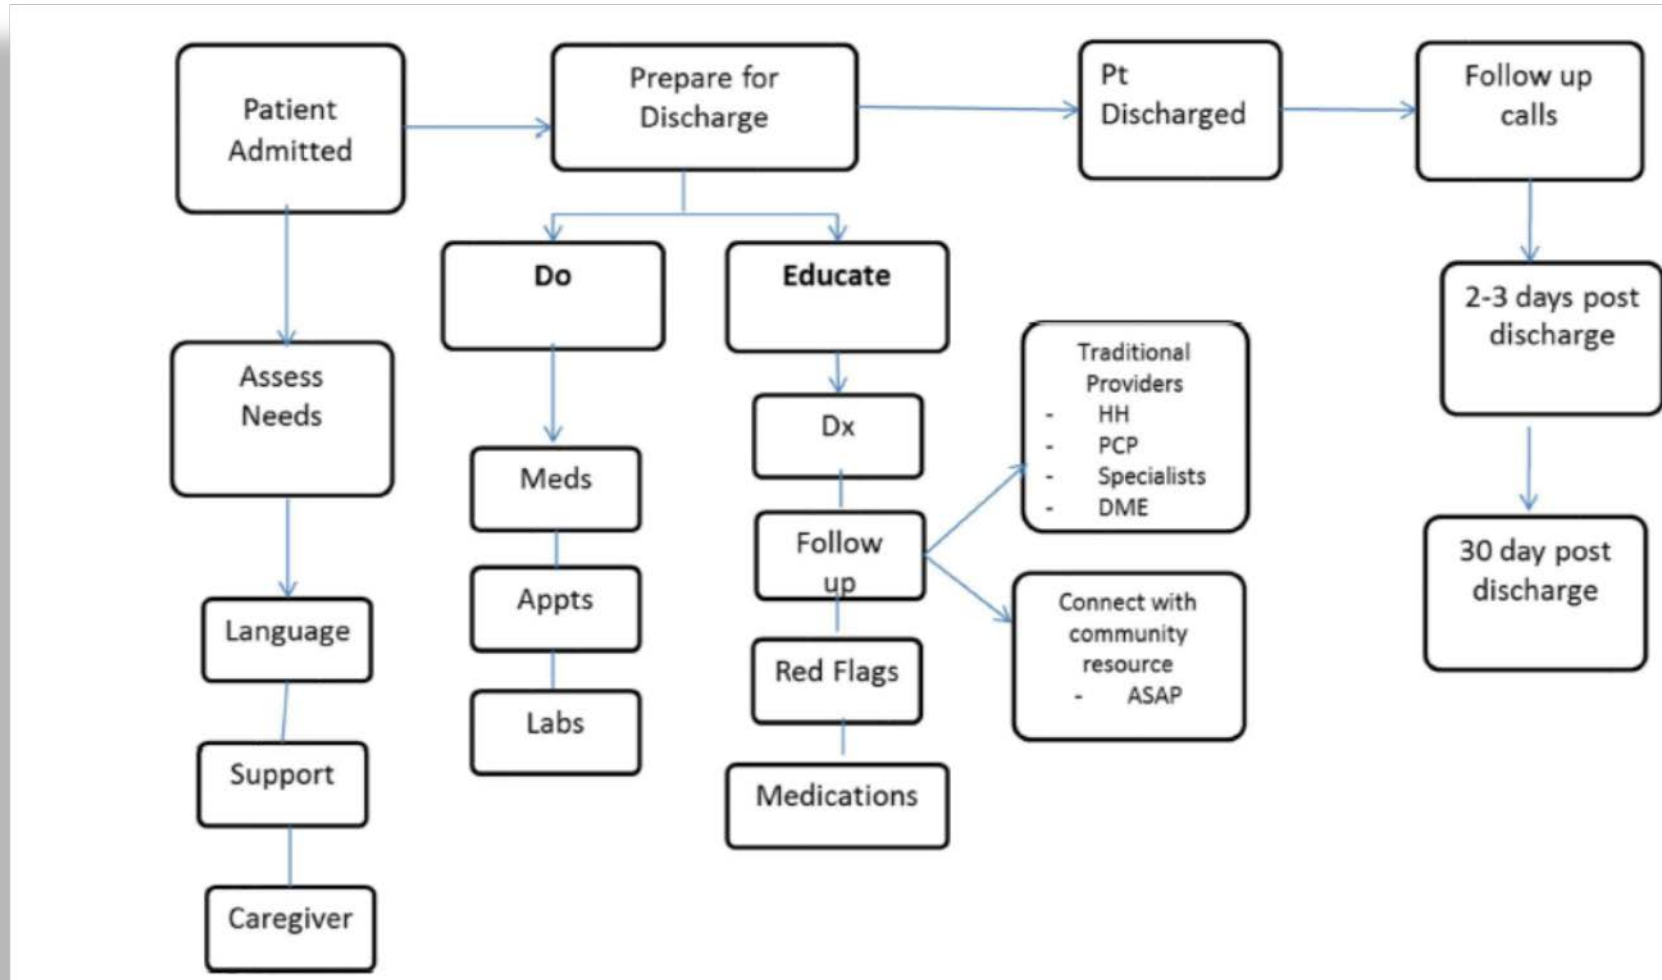 Patient
Admitted
Prepare for
Discharge
Pt
Discharged
Follow up
calls
Assess
Needs
Language
Support
Caregiver
Do
Meds
Appts
Labs
Educate
Dx
Follow
up
Red Flags
Medications
Traditional
Providers
- HH
- PCP
- Specialists
- DME
Connect with
community
resource
- ASAP
2-3 days post
discharge
30 day post
discharge